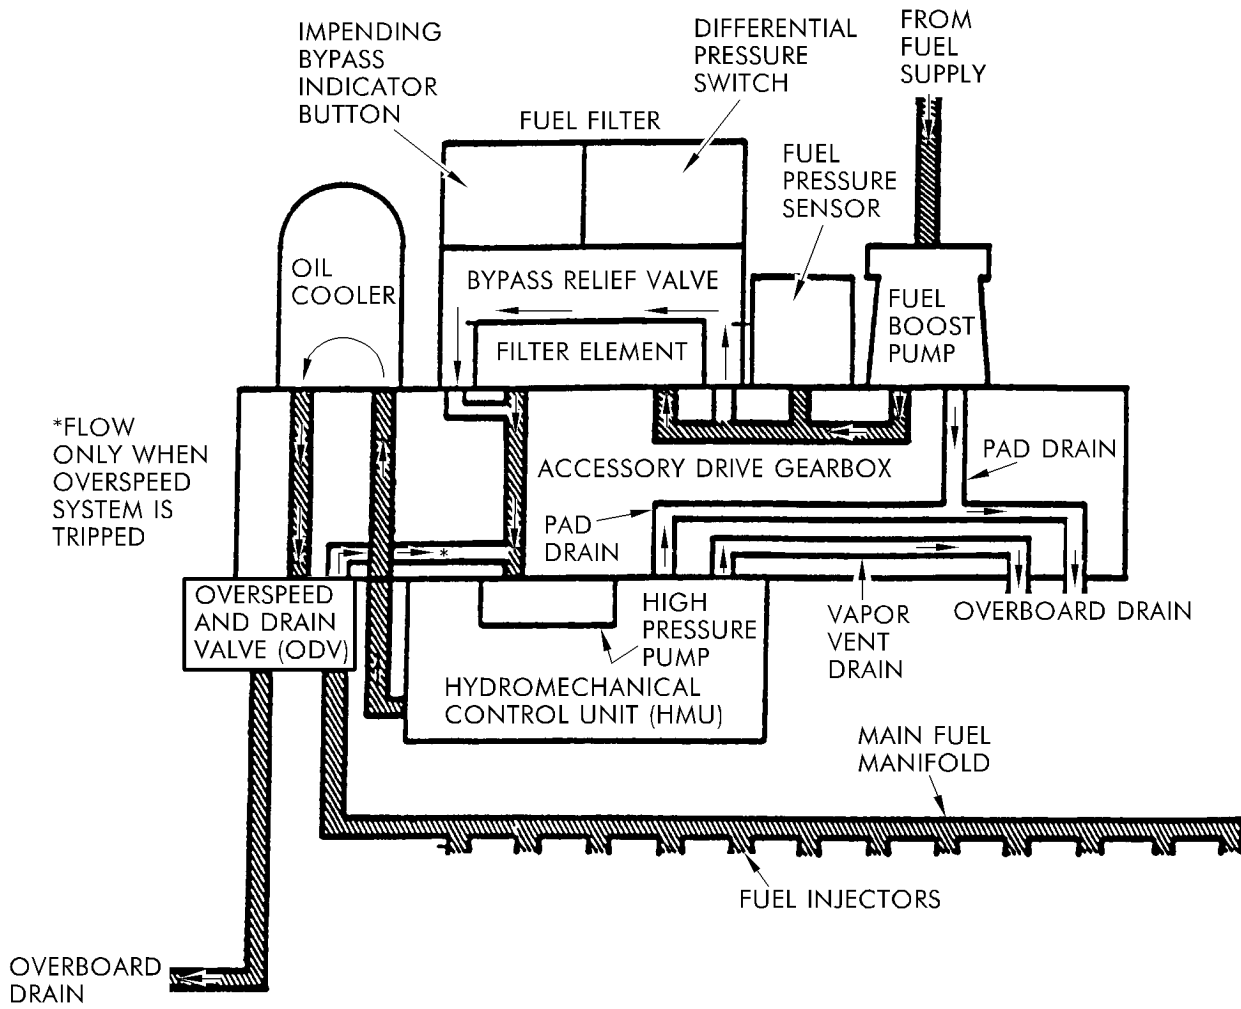 IMPENDING
BYPASS
INDICATOR
BUTTON
FUEL FILTER
DIFFERENTIAL
PRESSURE
SWITCH
FROM
FUEL
SUPPLY
FUEL
PRESSURE
SENSOR
OIL
COOLER
BYPASS RELIEF VALVE
FILTER ELEMENT
FUEL
BOOST
PUMP
*FLOW
ONLY WHEN
OVERSPEED
SYSTEM IS
TRIPPED
ACCESSORY DRIVE GEARBOX
PAD DRAIN
PAD
DRAIN
*
OVERSPEED
AND DRAIN
VALVE (ODV)
HIGH
PRESSURE
PUMP
VAPOR
VENT
DRAIN
OVERBOARD DRAIN
HYDROMECHANICAL
CONTROL UNIT (HMU)
MAIN FUEL
MANIFOLD
FUEL INJECTORS
OVERBOARD
DRAIN